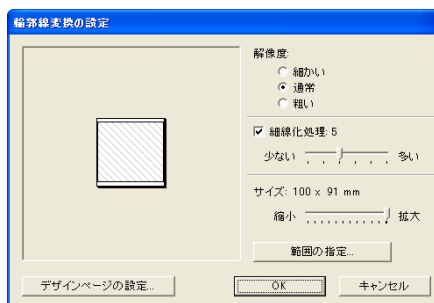 輪郭線変換の設定
解像度:
細かい
通常
粗い
細線化処理: 5
少ない 多い
サイズ: 100 x 91 mm
縮小 拡大
範囲の指定...
デザインページの設定... OK キャンセル